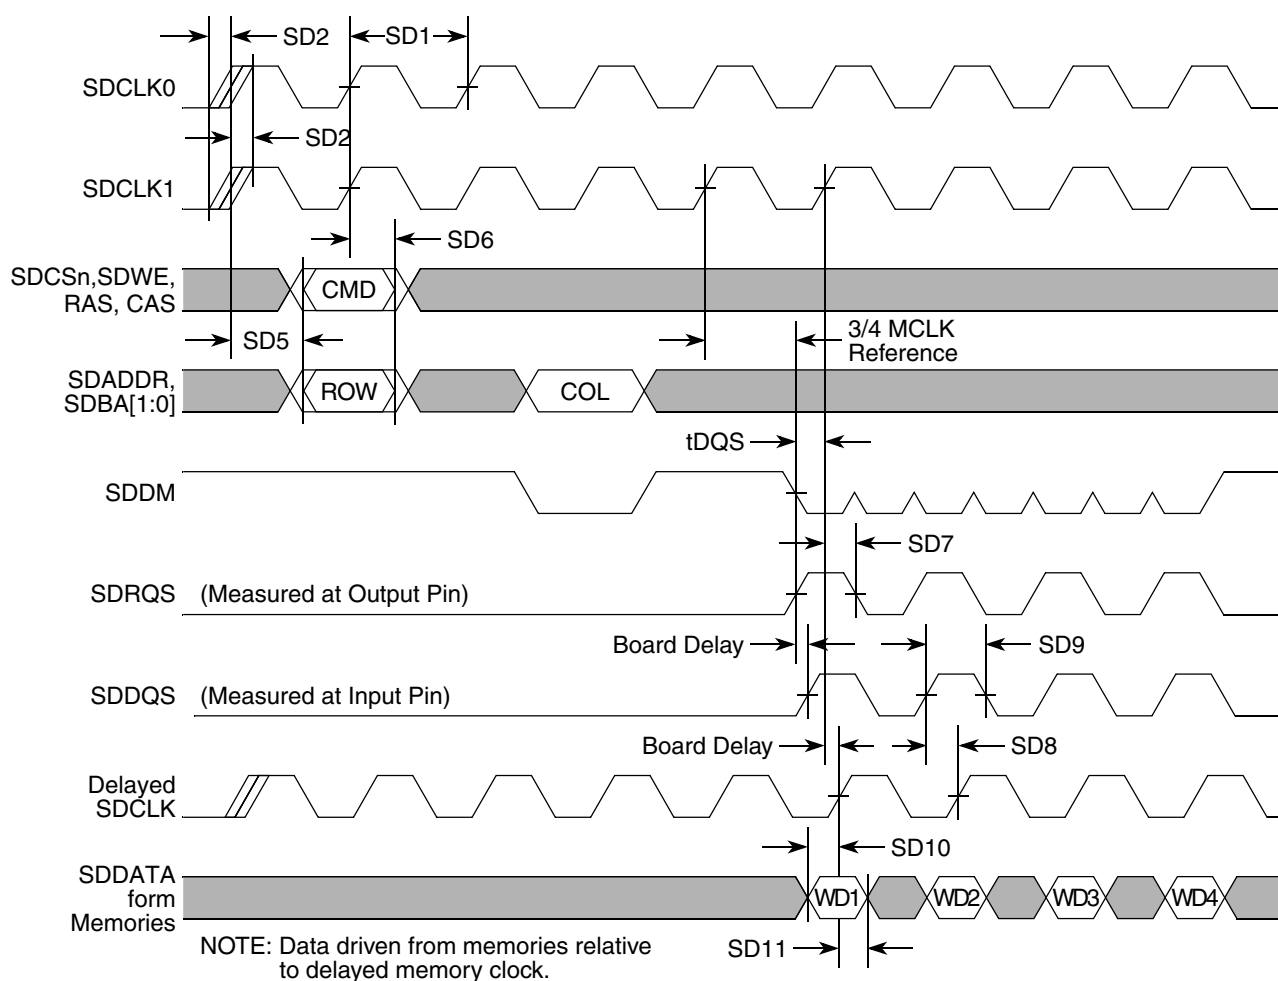 SD2
SD1
SDCLK0
SD2
SDCLK1
SD6
SDCSn,SDWE,
RAS, CAS
CMD
SD5
3/4 MCLK
Reference
SDADDR,
SDBA[1:0]
ROW
COL
tDQS
SDDM
SD7
SDRQS (Measured at Output Pin)
Board Delay
SD9
SDDQS (Measured at Input Pin)
Board Delay
SD8
Delayed
SDCLK
SD10
SDDATA
form
Memories
WD1
WD2
WD3
WD4
NOTE: Data driven from memories relative
to delayed memory clock.
SD11